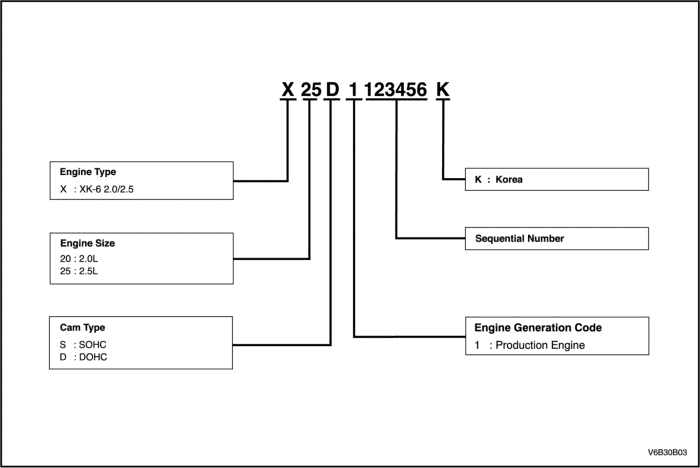 X 25 D 1 123456 K
Engine Type
X : XK-6 2.0/2.5
K : Korea
Engine Size
20 : 2.0L
25 : 2.5L
Sequential Number
Cam Type
S : SOHC
D : DOHC
Engine Generation Code
1 : Production Engine
V6B30B03